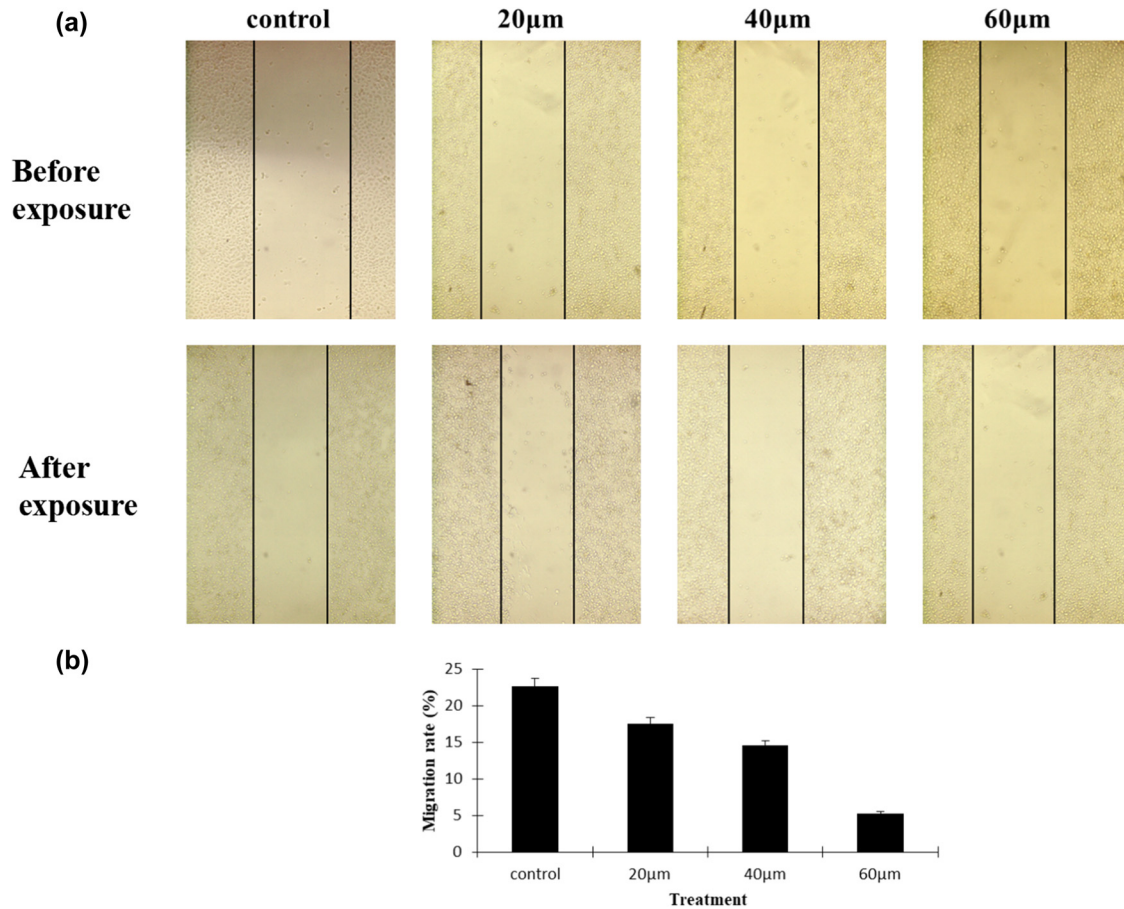 (a)
control 20µm 40µm 60µm
Before
exposure
After
exposure
(b)
Migration rate (%)
25
20
15
10
5
0
control 20µm 40µm 60µm
Treatment